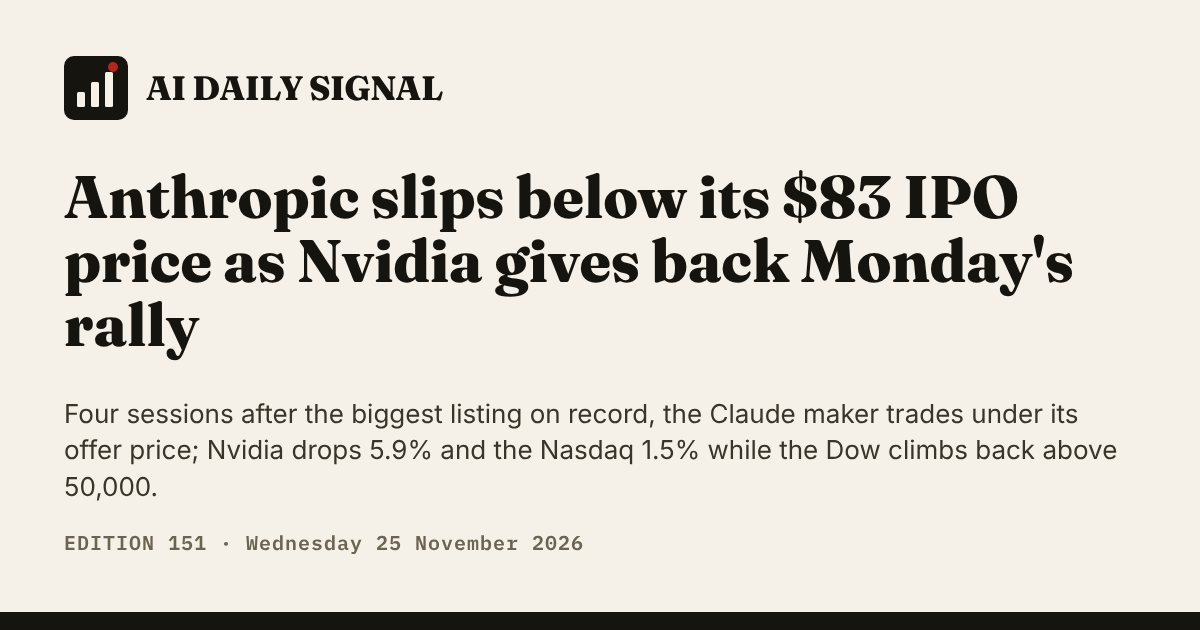 AI DAILY SIGNAL
Anthropic slips below its $83 IPO
price as Nvidia gives back Monday's
rally
Four sessions after the biggest listing on record, the Claude maker trades under its
offer price; Nvidia drops 5.9% and the Nasdaq 1.5% while the Dow climbs back above
50,000.
EDITION 151 · Wednesday 25 November 2026